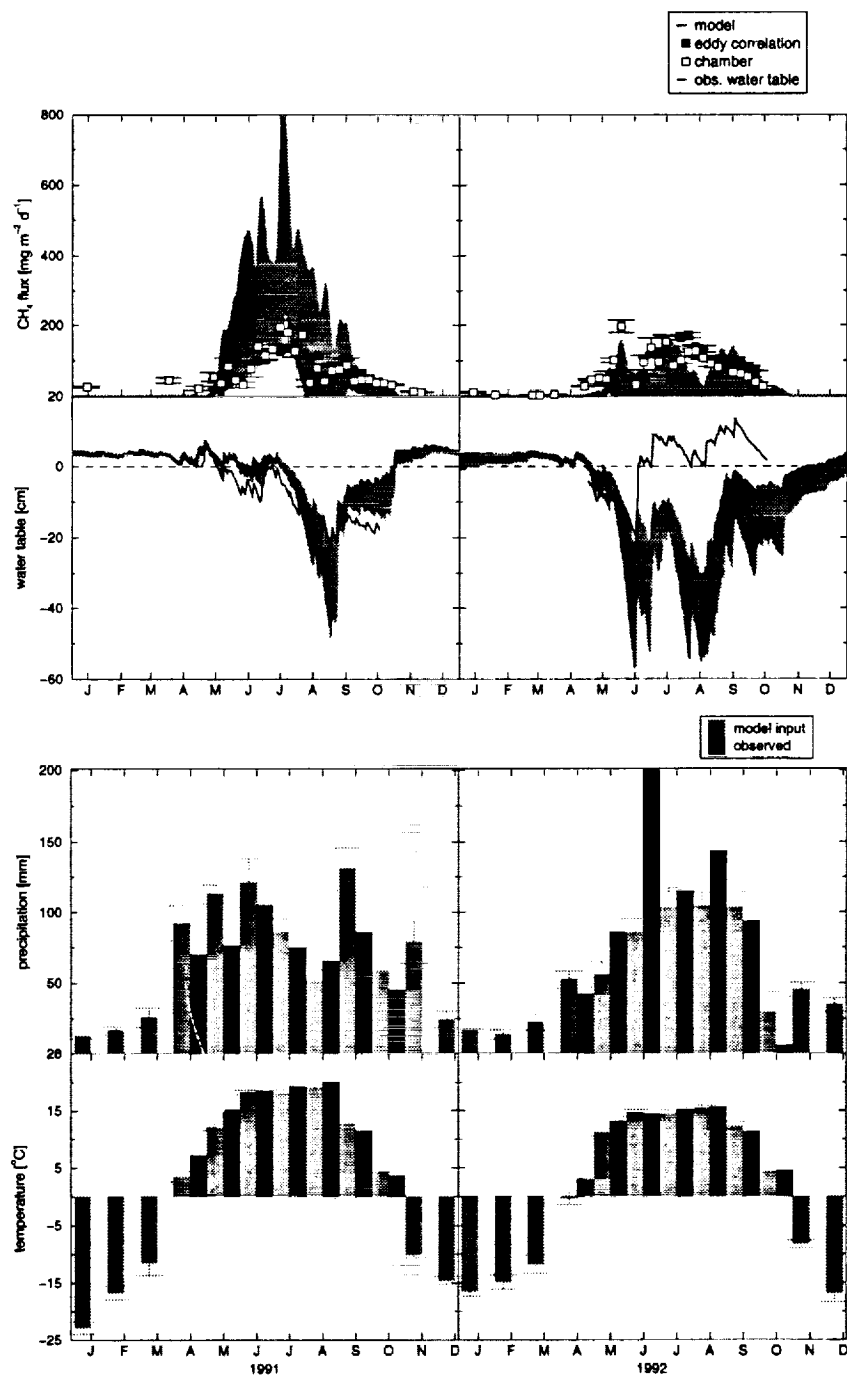 model
eddy correlation
chamber
obs. water table
800
600
400
200
20
CH₄ flux [mg m⁻² d⁻¹]
0
-20
-40
-60
water table [cm]
J F M A M J J A S O N D J F M A M J J A S O N D
model input
observed
200
150
100
50
20
precipitation [mm]
15
5
-5
-15
-25
temperature [°C]
J F M A M J J A S O N D J F M A M J J A S O N D
1991 1992